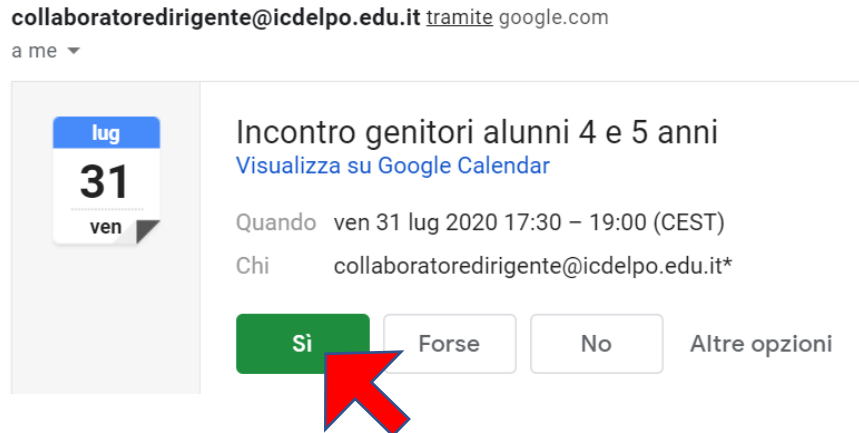 collaboratoredirigente@icdelpo.edu.it tramite google.com
a me
lug
31
ven
Incontro genitori alunni 4 e 5 anni
Visualizza su Google Calendar
Quando ven 31 lug 2020 17:30 – 19:00 (CEST)
Chi collaboratoredirigente@icdelpo.edu.it*
Sì Forse No Altre opzioni